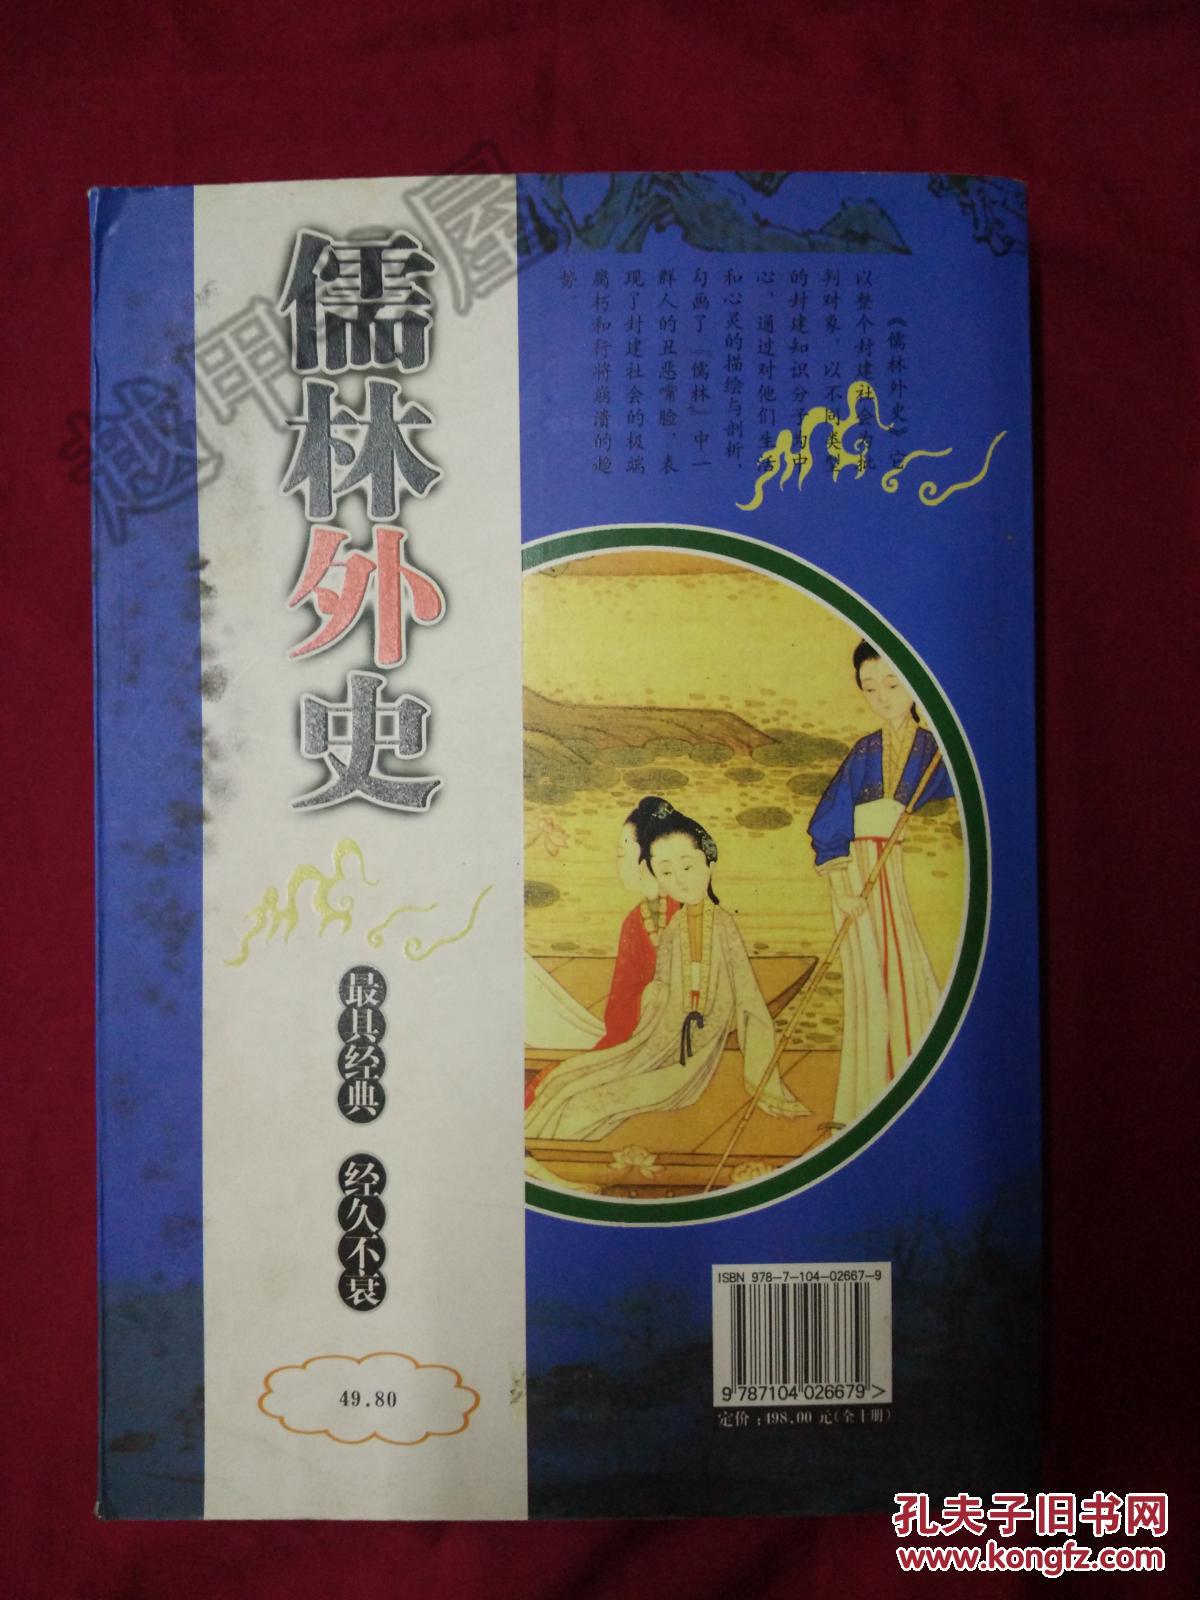 儒林外史
最具经典
经久不衰
49.80
《儒林外史》它
以整个封建社会为批
判对象，以不同类型
的封建知识分子为中
心，通过对他们生活
和心灵的描绘与剖析，
勾画了『儒林』中一
群人的丑恶嘴脸，表
现了封建社会的极端
腐朽和行将崩溃的趋
势。
ISBN 978-7-104-02667-9
9 787104 026679 >
定价:498.00元(全十册)
孔夫子旧书网
www.kongfz.com